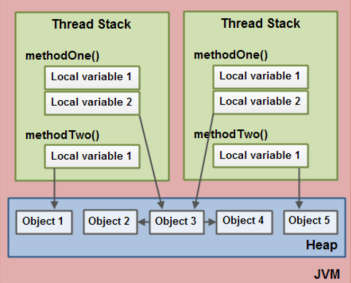 Thread Stack
methodOne()
Local variable 1
Local variable 2
methodTwo()
Local variable 1
Thread Stack
methodOne()
Local variable 1
Local variable 2
methodTwo()
Local variable 1
Object 1
Object 2
Object 3
Object 4
Object 5
Heap
JVM